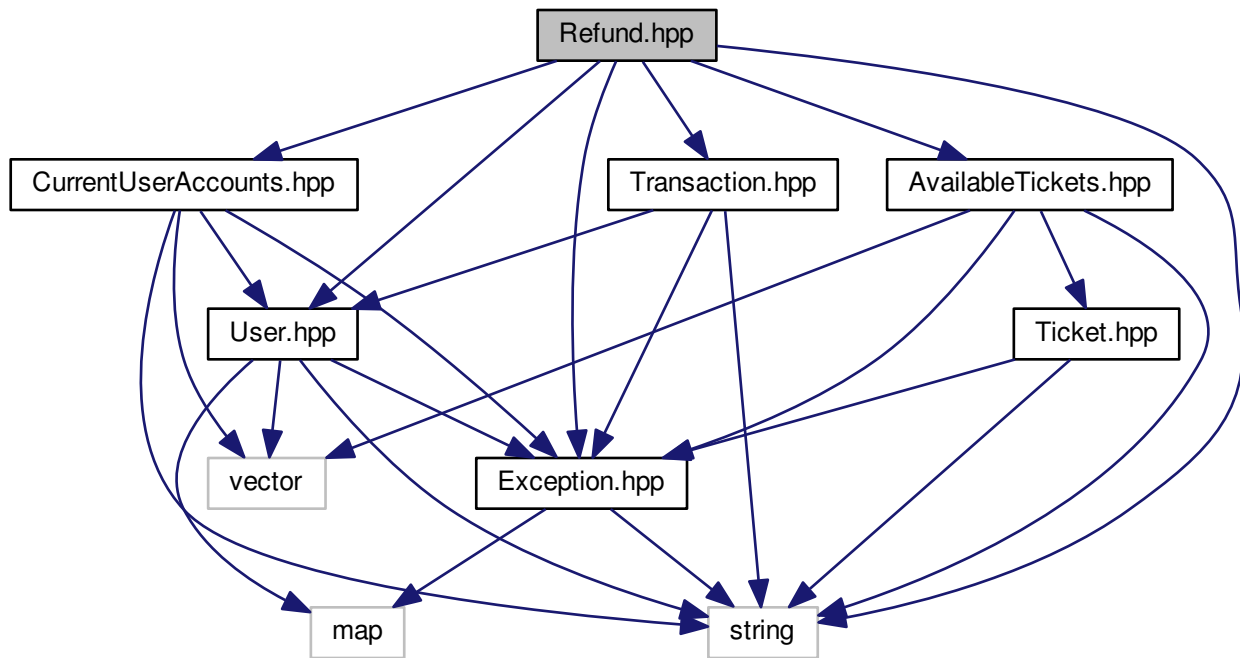 Refund.hpp
CurrentUserAccounts.hpp
Transaction.hpp
AvailableTickets.hpp
User.hpp
Ticket.hpp
vector
Exception.hpp
map
string